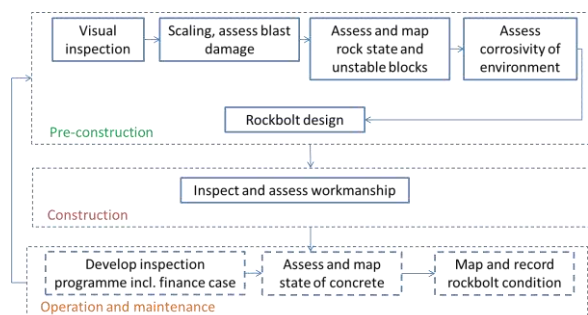 Visual
inspection
Scaling, assess blast
damage
Assess and map
rock state and
unstable blocks
Assess
corrosivity of
environment
Rockbolt design
Pre-construction
Inspect and assess workmanship
Construction
Develop inspection
programme incl. finance case
Assess and map
state of concrete
Map and record
rockbolt condition
Operation and maintenance